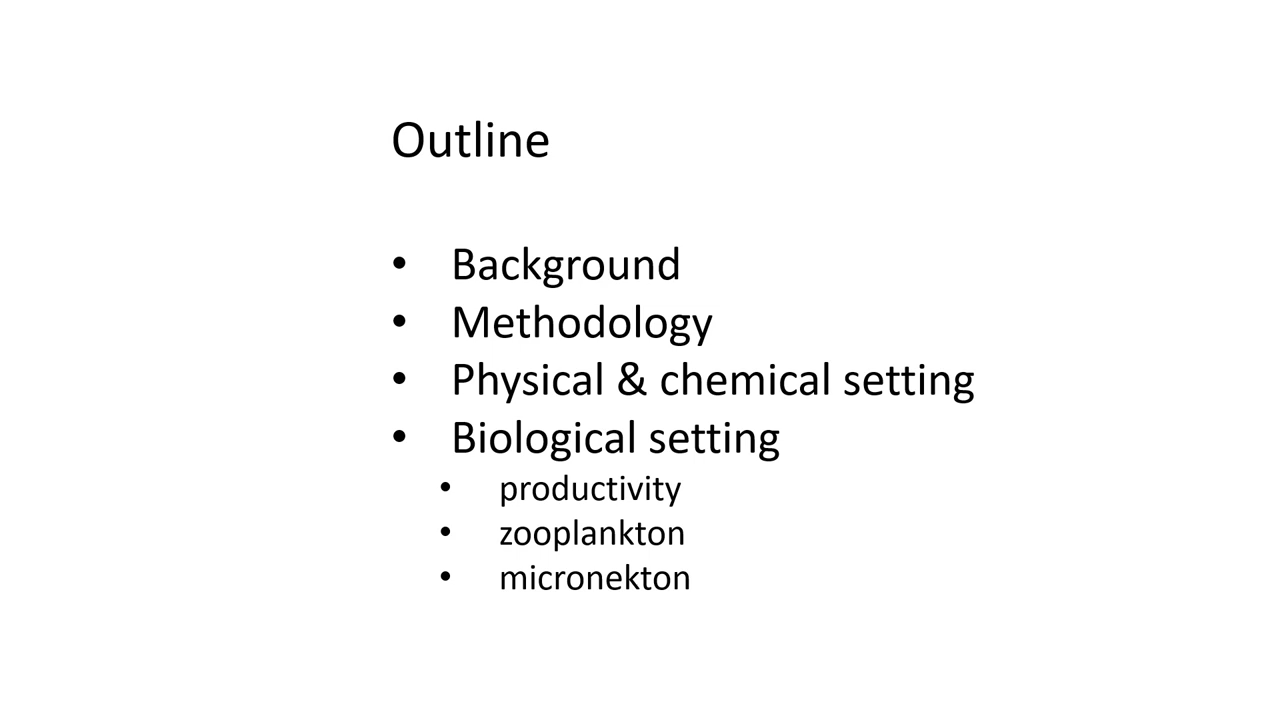 Outline
• Background
• Methodology
• Physical & chemical setting
• Biological setting
• productivity
• zooplankton
• micronekton